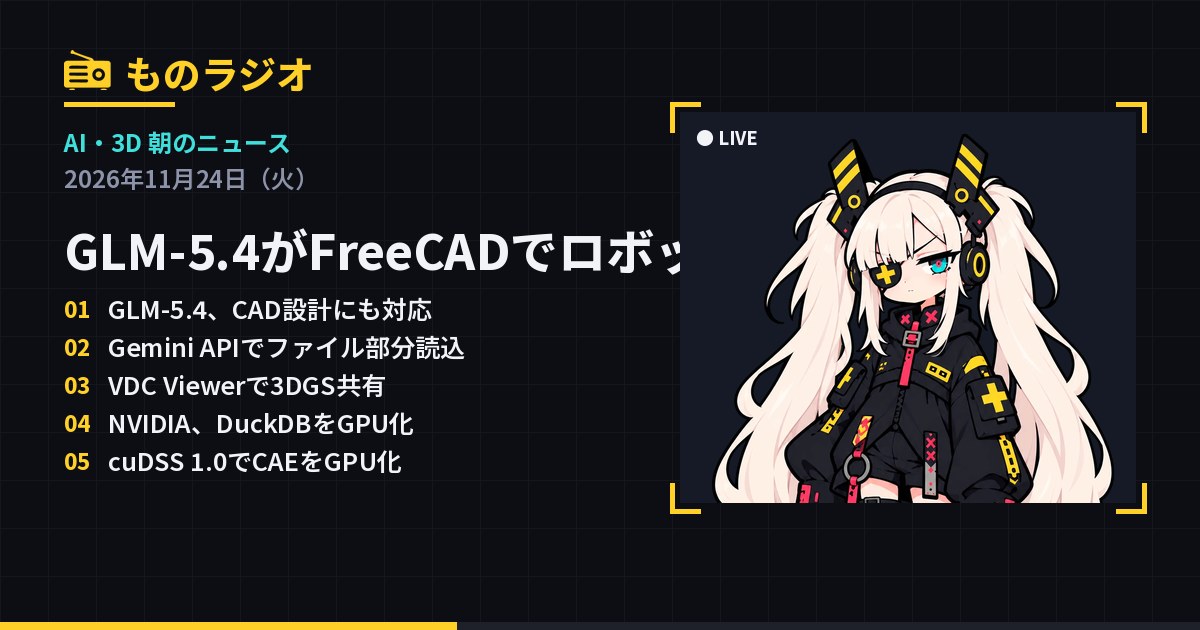 ものラジオ
AI・3D 朝のニュース
2026年11月24日（火）
GLM-5.4がFreeCADでロボッ
01 GLM-5.4、CAD設計にも対応
02 Gemini APIでファイル部分読込
03 VDC Viewerで3DGS共有
04 NVIDIA、DuckDBをGPU化
05 cuDSS 1.0でCAEをGPU化
LIVE